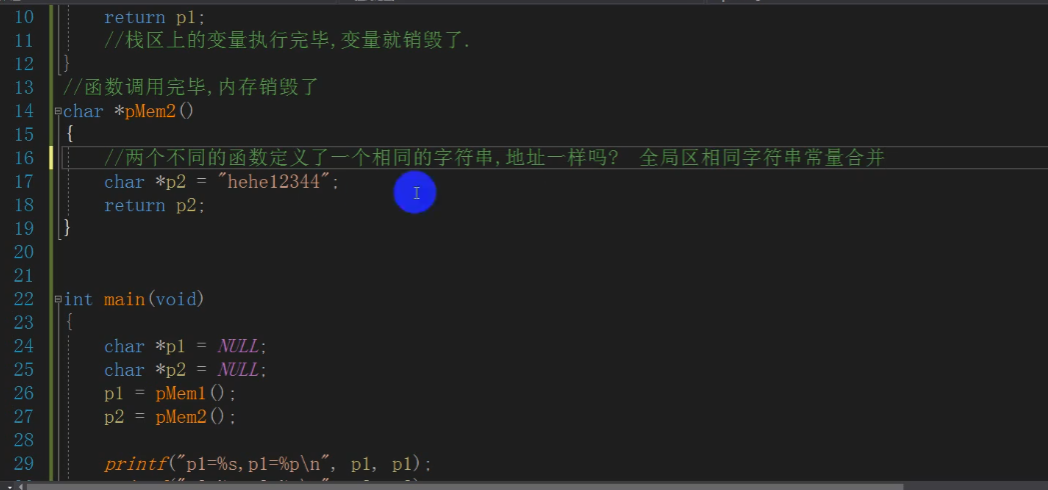 10 return p1;
11 //栈区上的变量执行完毕,变量就销毁了.
12 }
13 //函数调用完毕,内存销毁了
14 char *pMem2()
15 {
16 //两个不同的函数定义了一个相同的字符串,地址一样吗? 全局区相同字符串常量合并
17 char *p2 = "hehe12344";
18 return p2;
19 }
20
21
22 int main(void)
23 {
24 char *p1 = NULL;
25 char *p2 = NULL;
26 p1 = pMem1();
27 p2 = pMem2();
28
29 printf("p1=%s,p1=%p\n", p1, p1);